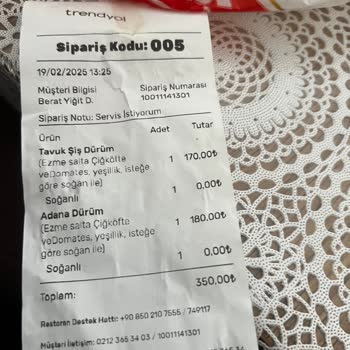 trendyol
Sipariş Kodu: 005
19/02/2025 13:25
Müşteri Bilgisi Sipariş Numarası
Berat Yiğit D. 10011141301
Sipariş Notu: Servis İstiyorum
Ürün Adet Tutar
Tavuk Şiş Dürüm
(Ezme salta Çiğköfte 1 170,00₺
veDomates, yeşillik, isteğe
göre soğan ile)
Soğanlı 1 0,00₺
Adana Dürüm
(Ezme salta Çiğköfte 1 180,00₺
veDomates, yeşillik, isteğe
göre soğan ile)
Soğanlı 1 0,00₺
Toplam: 350,00₺
Restoran Destek Hattı: +90 850 210 7555 / 749117
Müşteri İletişim: 0212 365 34 03 / 10011141301